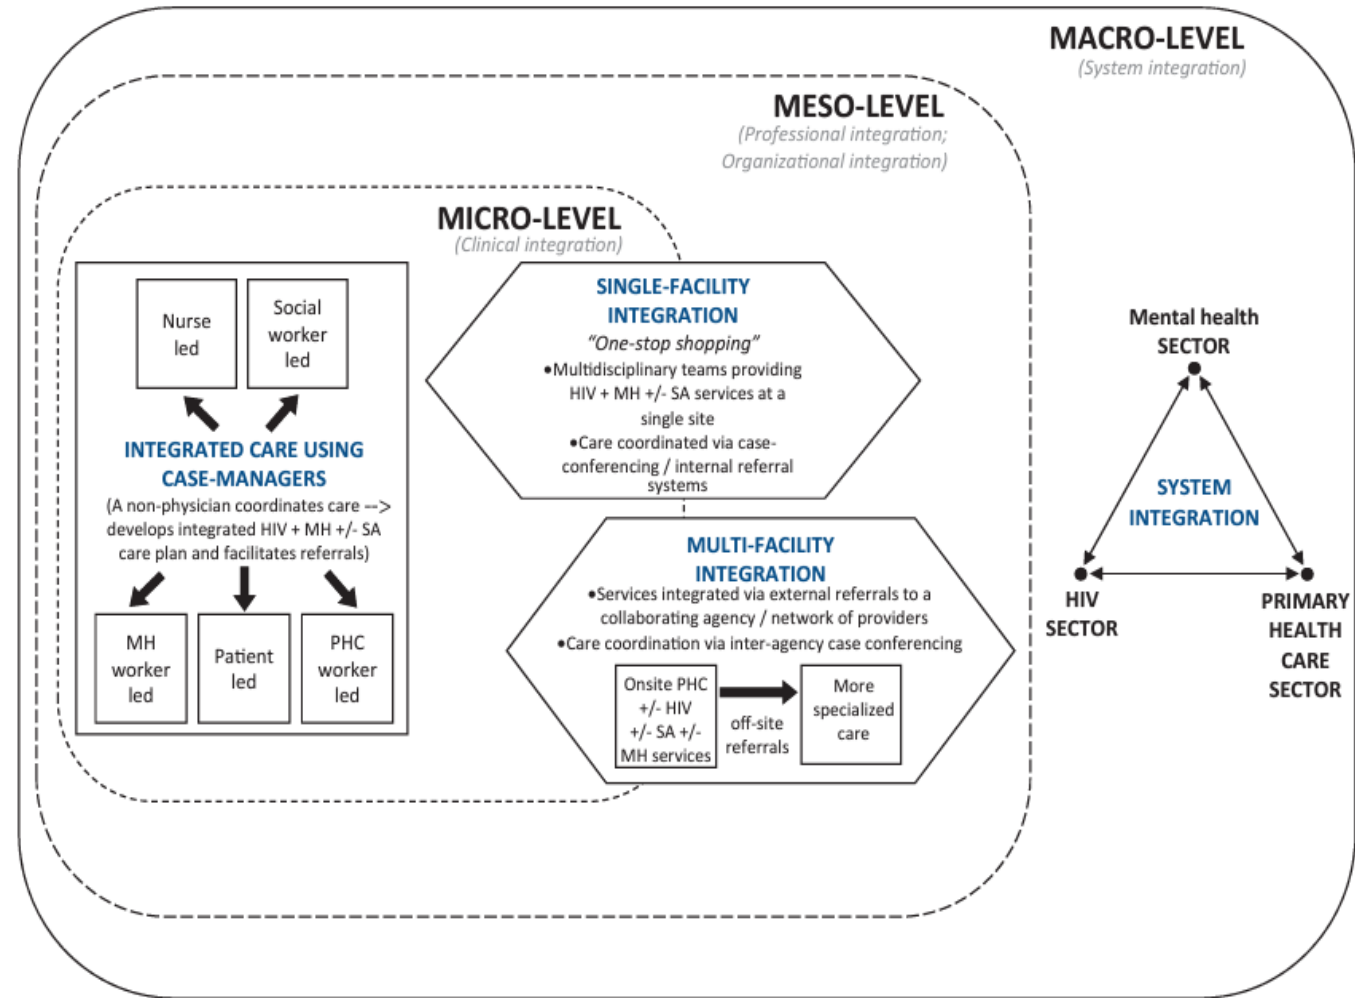 MACRO-LEVEL
(System integration)
MESO-LEVEL
(Professional integration;
Organizational integration)
MICRO-LEVEL
(Clinical integration)
Nurse
led
Social
worker
led
INTEGRATED CARE USING
CASE-MANAGERS
(A non-physician coordinates care -->
develops integrated HIV + MH +/- SA
care plan and facilitates referrals)
MH
worker
led
Patient
led
PHC
worker
led
SINGLE-FACILITY
INTEGRATION
“One-stop shopping”
•Multidisciplinary teams providing
HIV + MH +/- SA services at a
single site
•Care coordinated via case-
conferencing / internal referral
systems
MULTI-FACILITY
INTEGRATION
•Services integrated via external referrals to a
collaborating agency / network of providers
•Care coordination via inter-agency case conferencing
Onsite PHC
+/- HIV
+/- SA +/-
MH services
off-site
referrals
More
specialized
care
Mental health
SECTOR
SYSTEM
INTEGRATION
HIV
SECTOR
PRIMARY
HEALTH
CARE
SECTOR